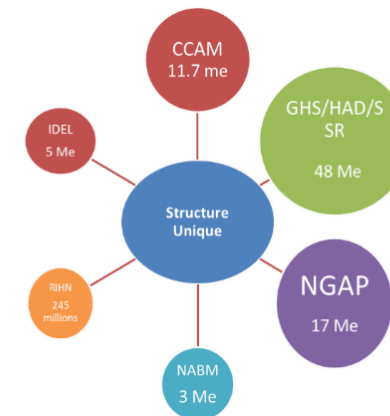 CCAM
11.7 me
GHS/HAD/S
SR
48 Me
IDEL
5 Me
Structure
Unique
RIHN
245
millions
NGAP
17 Me
NABM
3 Me